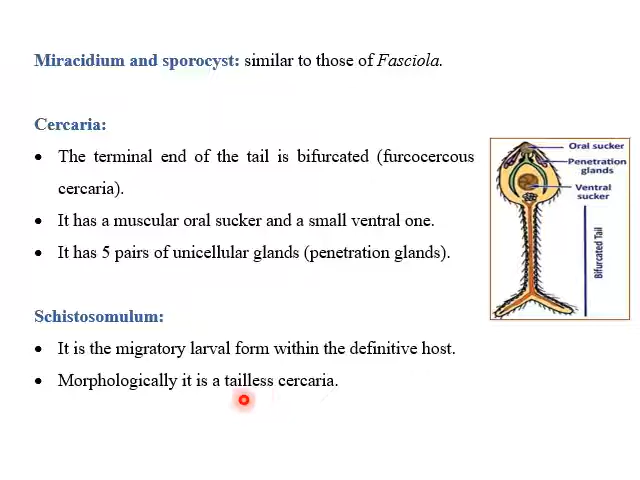 Miracidium and sporocyst: similar to those of Fasciola.
Cercaria:
• The terminal end of the tail is bifurcated (furcocercous
cercaria).
• It has a muscular oral sucker and a small ventral one.
• It has 5 pairs of unicellular glands (penetration glands).
Oral sucker
Penetration
glands
Ventral
sucker
Bifurcated Tail
Schistosomulum:
• It is the migratory larval form within the definitive host.
• Morphologically it is a tailless cercaria.